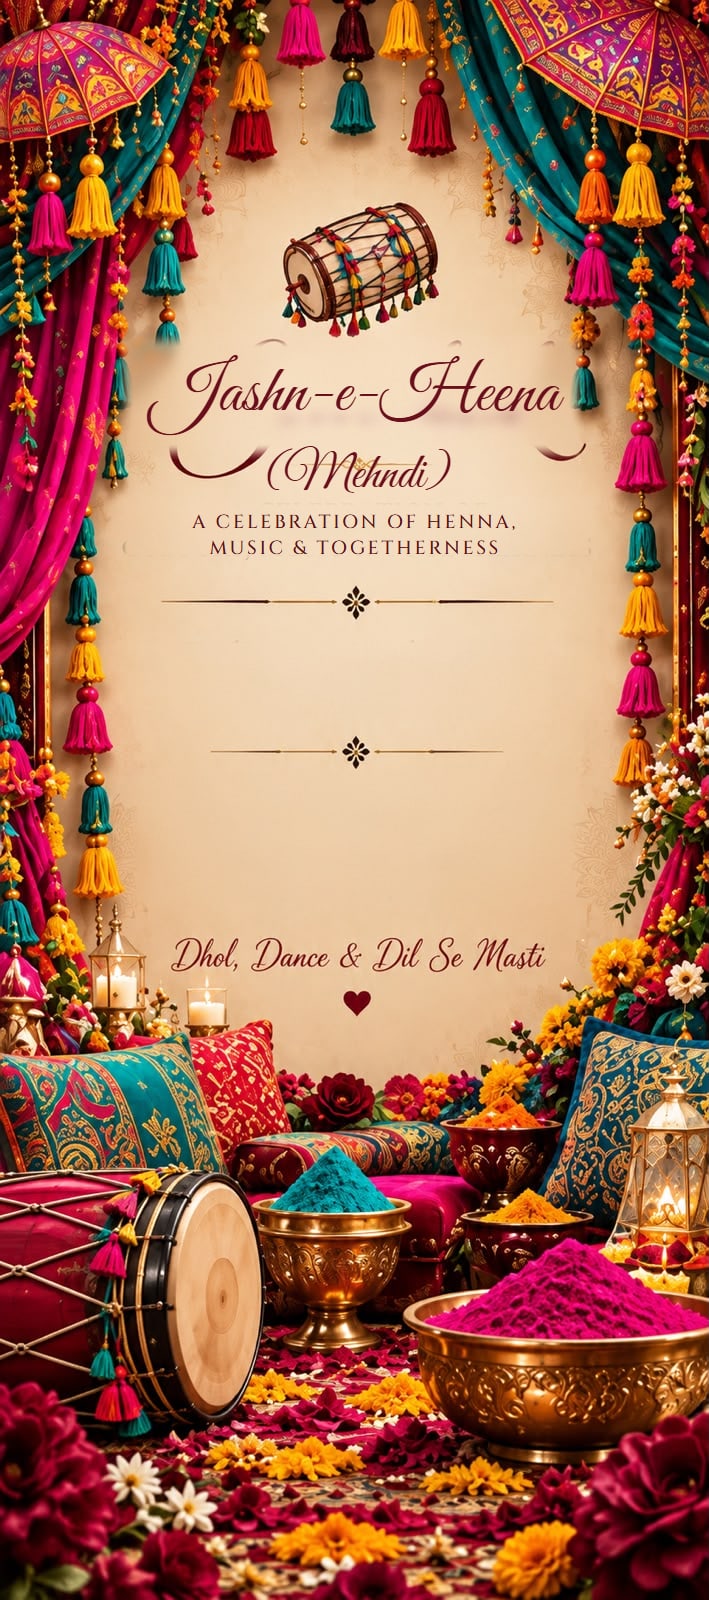 Jashn-e-Heena
(Mehndi)
A CELEBRATION OF HENNA,
MUSIC & TOGETHERNESS
Dhol, Dance & Dil Se Masti